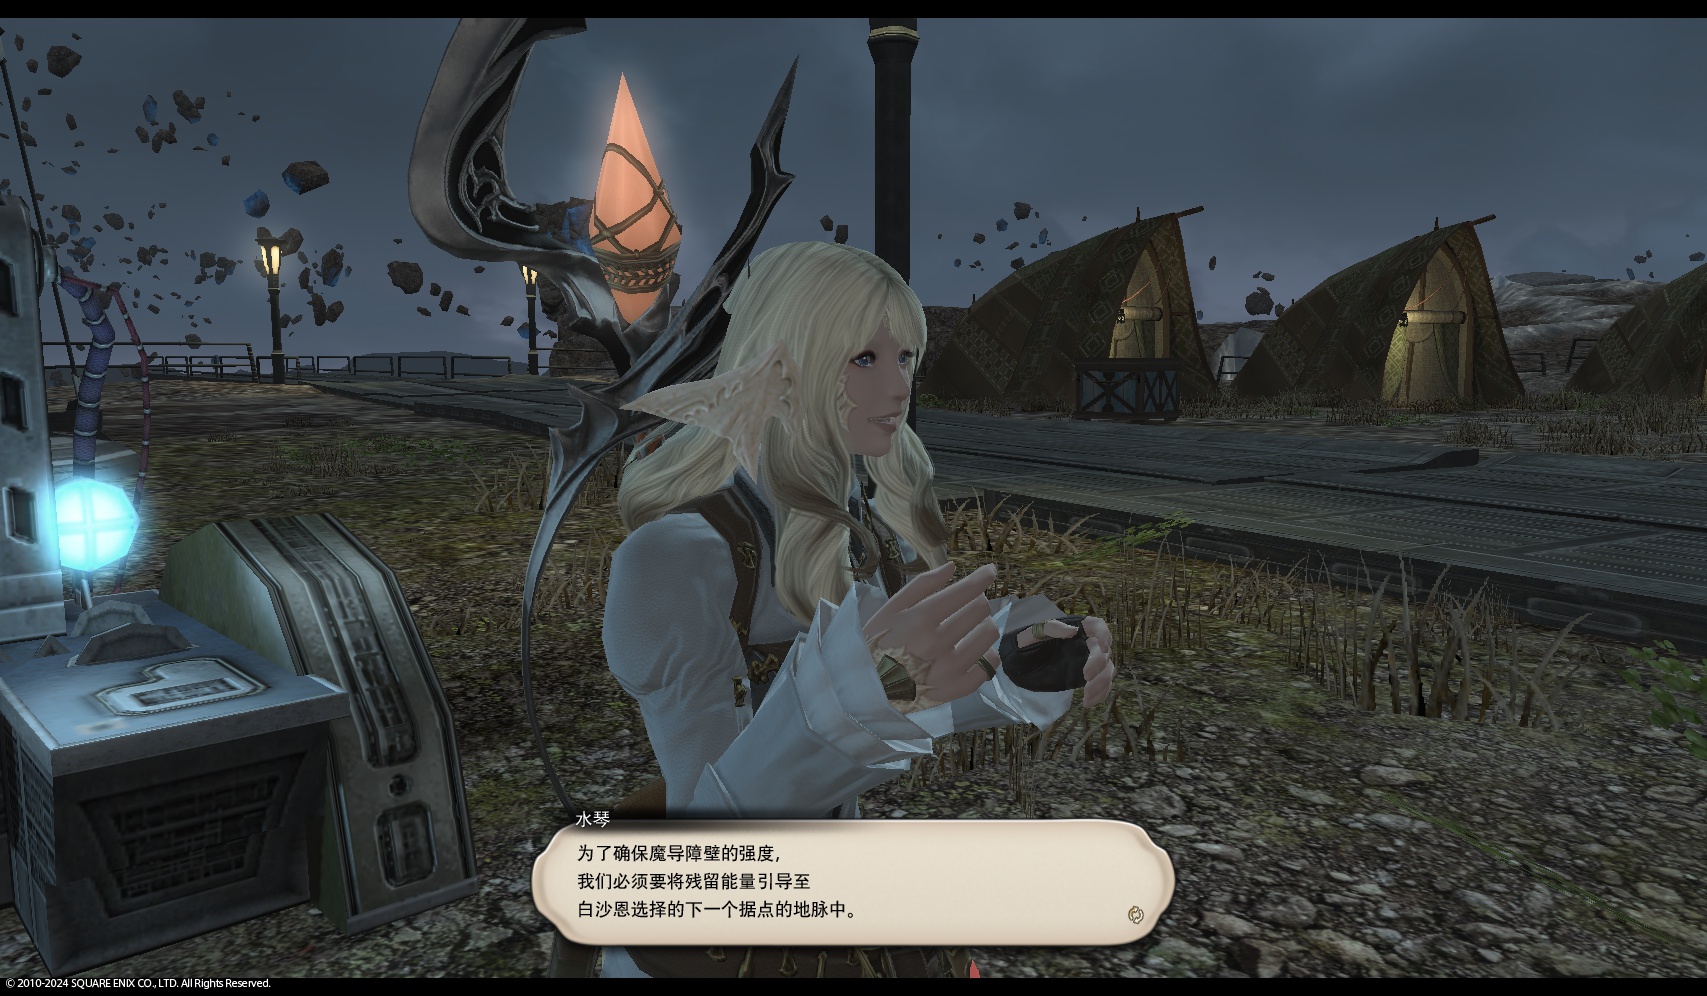 水琴
为了确保魔导障壁的强度，
我们必须要将残留能量引导至
白沙恩选择的下一个据点的地脉中。
© 2010-2024 SQUARE ENIX CO., LTD. All Rights Reserved.